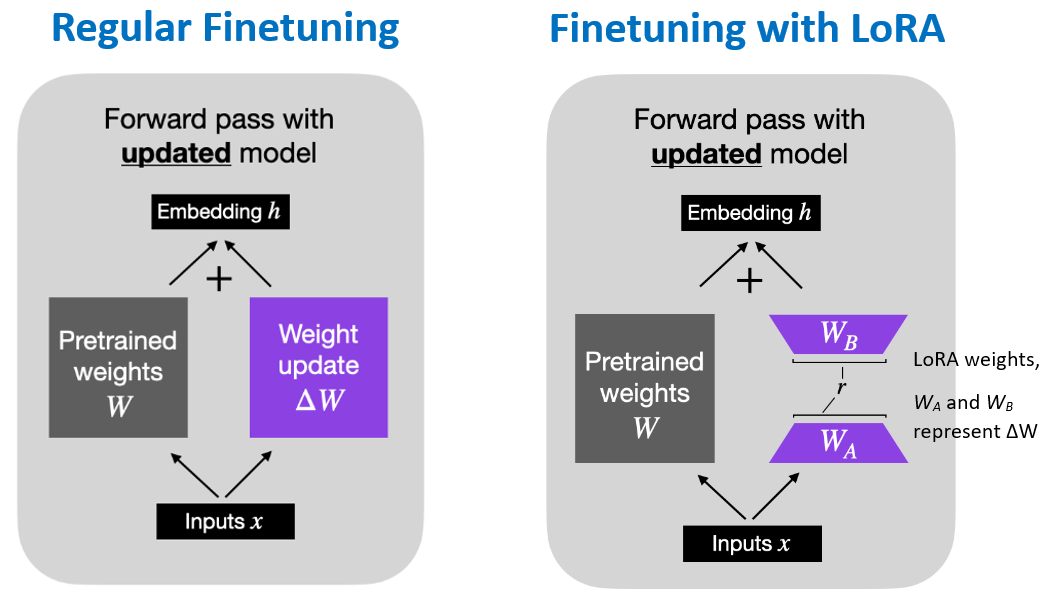 Regular Finetuning
Forward pass with
updated model
Embedding h
+
Pretrained
weights
W
Weight
update
ΔW
Inputs x
Finetuning with LoRA
Forward pass with
updated model
Embedding h
+
Pretrained
weights
W
W_B
r
W_A
LoRA weights,
W_A and W_B
represent ΔW
Inputs x